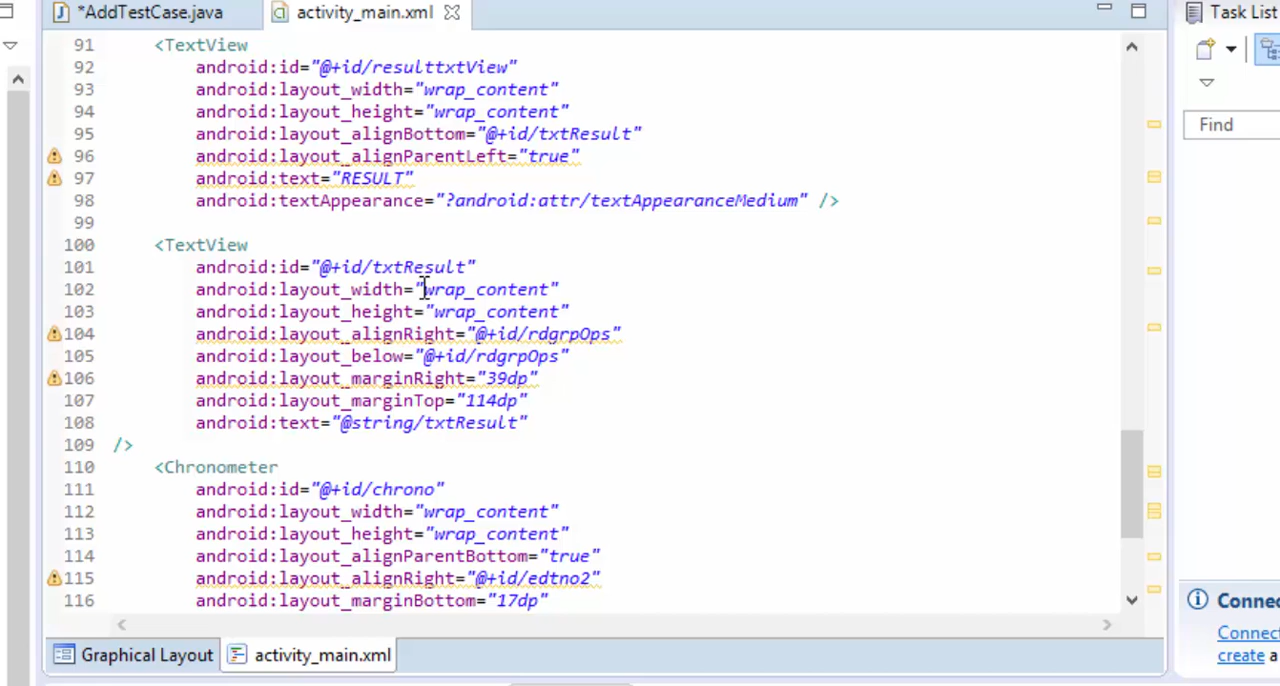 *AddTestCase.java
activity_main.xml
Task List
91 <TextView
92 android:id="@+id/resulttxtView"
93 android:layout_width="wrap_content"
94 android:layout_height="wrap_content"
95 android:layout_alignBottom="@+id/txtResult"
96 android:layout_alignParentLeft="true"
97 android:text="RESULT"
98 android:textAppearance="?android:attr/textAppearanceMedium" />
99
100 <TextView
101 android:id="@+id/txtResult"
102 android:layout_width="wrap_content"
103 android:layout_height="wrap_content"
104 android:layout_alignRight="@+id/rdgrpOps"
105 android:layout_below="@+id/rdgrpOps"
106 android:layout_marginRight="39dp"
107 android:layout_marginTop="114dp"
108 android:text="@string/txtResult"
109 />
110 <Chronometer
111 android:id="@+id/chrono"
112 android:layout_width="wrap_content"
113 android:layout_height="wrap_content"
114 android:layout_alignParentBottom="true"
115 android:layout_alignRight="@+id/edtno2"
116 android:layout_marginBottom="17dp"
Find
Connec
Connect
create a
Graphical Layout
activity_main.xml